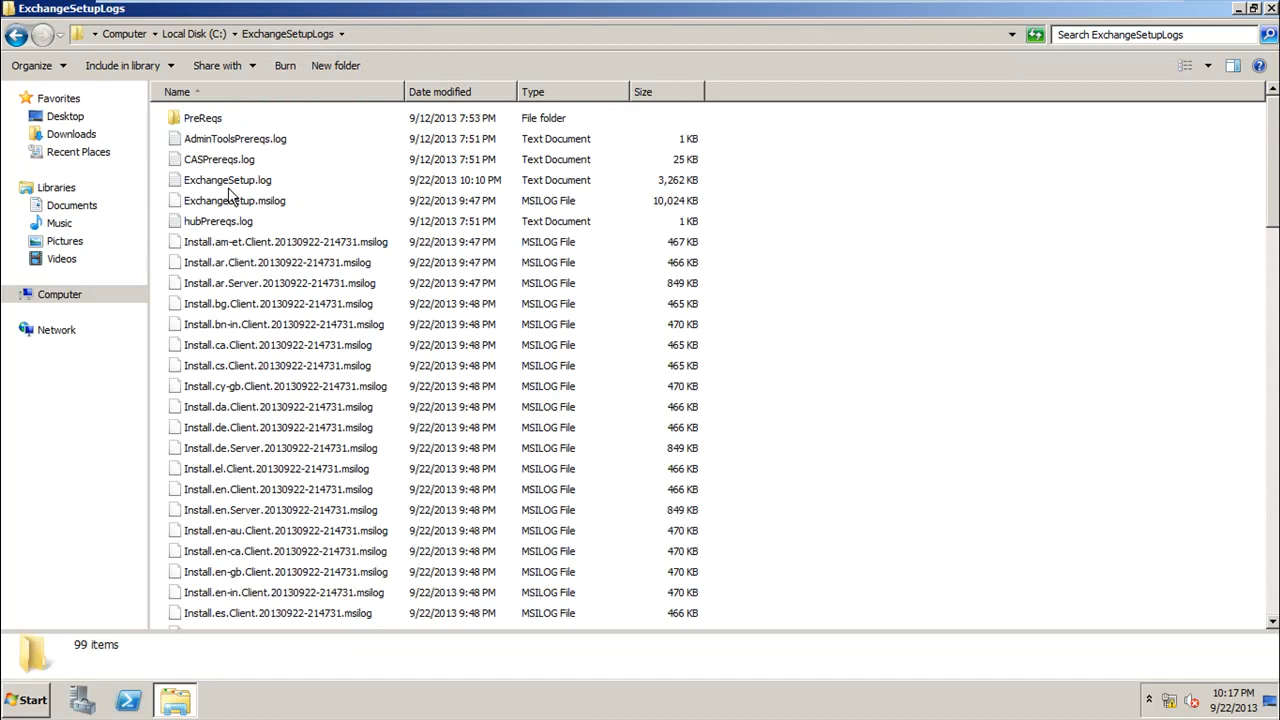 ExchangeSetupLogs
Computer Local Disk (C:) ExchangeSetupLogs
Search ExchangeSetupLogs
Organize Include in library Share with Burn New folder
Name Date modified Type Size
Favorites
Desktop
Downloads
Recent Places
Libraries
Documents
Music
Pictures
Videos
Computer
Network
PreReqs 9/12/2013 7:53 PM File folder
AdminToolsPrereqs.log 9/12/2013 7:51 PM Text Document 1 KB
CASPrereqs.log 9/12/2013 7:51 PM Text Document 25 KB
ExchangeSetup.log 9/22/2013 10:10 PM Text Document 3,262 KB
ExchangeSetup.msilog 9/22/2013 9:47 PM MSILOG File 10,024 KB
hubPrereqs.log 9/12/2013 7:51 PM Text Document 1 KB
Install.am-et.Client.20130922-214731.msilog 9/22/2013 9:47 PM MSILOG File 467 KB
Install.ar.Client.20130922-214731.msilog 9/22/2013 9:47 PM MSILOG File 466 KB
Install.ar.Server.20130922-214731.msilog 9/22/2013 9:47 PM MSILOG File 849 KB
Install.bg.Client.20130922-214731.msilog 9/22/2013 9:48 PM MSILOG File 465 KB
Install.bn-in.Client.20130922-214731.msilog 9/22/2013 9:48 PM MSILOG File 470 KB
Install.ca.Client.20130922-214731.msilog 9/22/2013 9:48 PM MSILOG File 465 KB
Install.cs.Client.20130922-214731.msilog 9/22/2013 9:48 PM MSILOG File 465 KB
Install.cy-gb.Client.20130922-214731.msilog 9/22/2013 9:48 PM MSILOG File 470 KB
Install.da.Client.20130922-214731.msilog 9/22/2013 9:48 PM MSILOG File 466 KB
Install.de.Client.20130922-214731.msilog 9/22/2013 9:48 PM MSILOG File 466 KB
Install.de.Server.20130922-214731.msilog 9/22/2013 9:48 PM MSILOG File 849 KB
Install.el.Client.20130922-214731.msilog 9/22/2013 9:48 PM MSILOG File 466 KB
Install.en.Client.20130922-214731.msilog 9/22/2013 9:48 PM MSILOG File 466 KB
Install.en.Server.20130922-214731.msilog 9/22/2013 9:48 PM MSILOG File 849 KB
Install.en-au.Client.20130922-214731.msilog 9/22/2013 9:48 PM MSILOG File 470 KB
Install.en-ca.Client.20130922-214731.msilog 9/22/2013 9:48 PM MSILOG File 470 KB
Install.en-gb.Client.20130922-214731.msilog 9/22/2013 9:48 PM MSILOG File 470 KB
Install.en-in.Client.20130922-214731.msilog 9/22/2013 9:48 PM MSILOG File 470 KB
Install.es.Client.20130922-214731.msilog 9/22/2013 9:48 PM MSILOG File 466 KB
99 items
Start
10:17 PM
9/22/2013